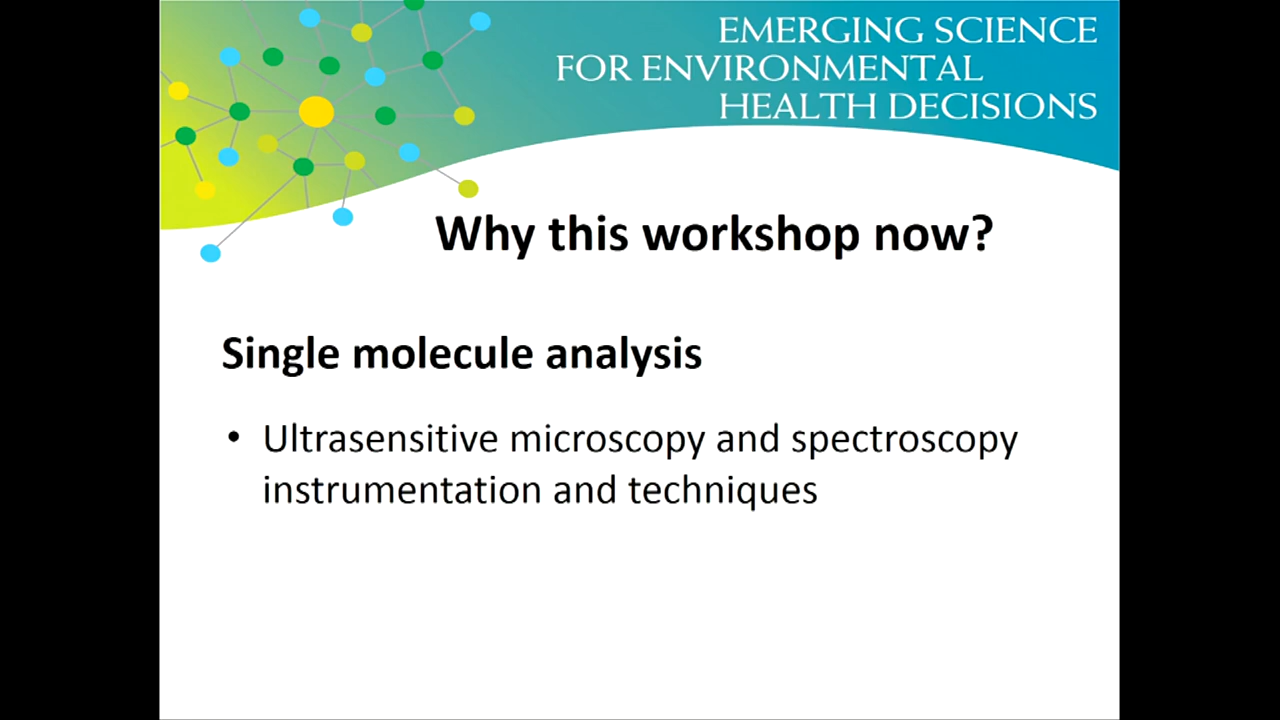 EMERGING SCIENCE
FOR ENVIRONMENTAL
HEALTH DECISIONS
Why this workshop now?
Single molecule analysis
• Ultrasensitive microscopy and spectroscopy
instrumentation and techniques